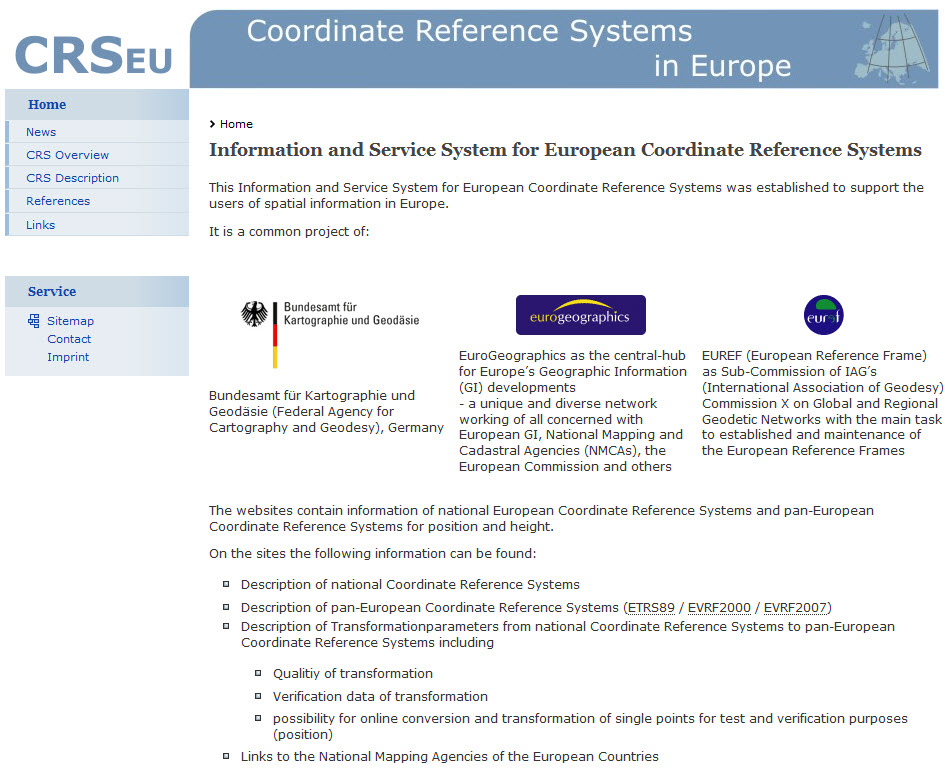 CRSEU
Coordinate Reference Systems
in Europe
Home
News
CRS Overview
CRS Description
References
Links
Service
Sitemap
Contact
Imprint
Home
Information and Service System for European Coordinate Reference Systems
This Information and Service System for European Coordinate Reference Systems was established to support the
users of spatial information in Europe.
It is a common project of:
Bundesamt für
Kartographie und Geodäsie
Bundesamt für Kartographie und
Geodäsie (Federal Agency for
Cartography and Geodesy), Germany
eurogeographics
EuroGeographics as the central-hub
for Europe´s Geographic Information
(GI) developments
- a unique and diverse network
working of all concerned with
European GI, National Mapping and
Cadastral Agencies (NMCAs), the
European Commission and others
euref
EUREF (European Reference Frame)
as Sub-Commission of IAG´s
(International Association of Geodesy)
Commission X on Global and Regional
Geodetic Networks with the main task
to established and maintenance of
the European Reference Frames
The websites contain information of national European Coordinate Reference Systems and pan-European
Coordinate Reference Systems for position and height.
On the sites the following information can be found:
Description of national Coordinate Reference Systems
Description of pan-European Coordinate Reference Systems (ETRS89 / EVRF2000 / EVRF2007)
Description of Transformationparameters from national Coordinate Reference Systems to pan-European
Coordinate Reference Systems including
Qualitiy of transformation
Verification data of transformation
possibility for online conversion and transformation of single points for test and verification purposes
(position)
Links to the National Mapping Agencies of the European Countries